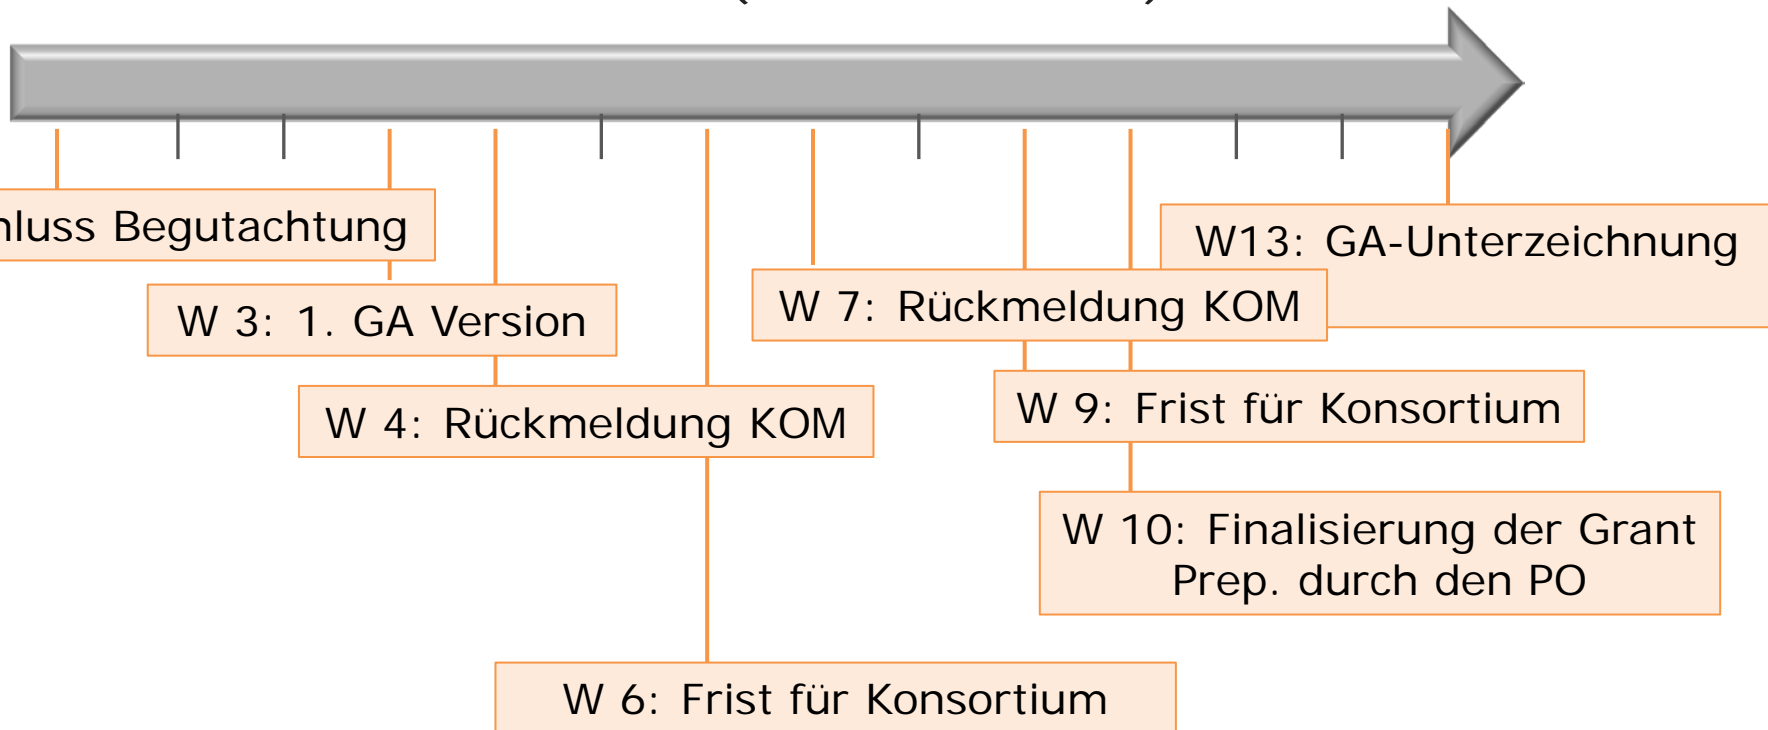 Begutachtung
W13: GA-Unterzeichnung
W 3: 1. GA Version
W 7: Rückmeldung KOM
W 4: Rückmeldung KOM
W 9: Frist für Konsortium
W 10: Finalisierung der Grant
Prep. durch den PO
W 6: Frist für Konsortium